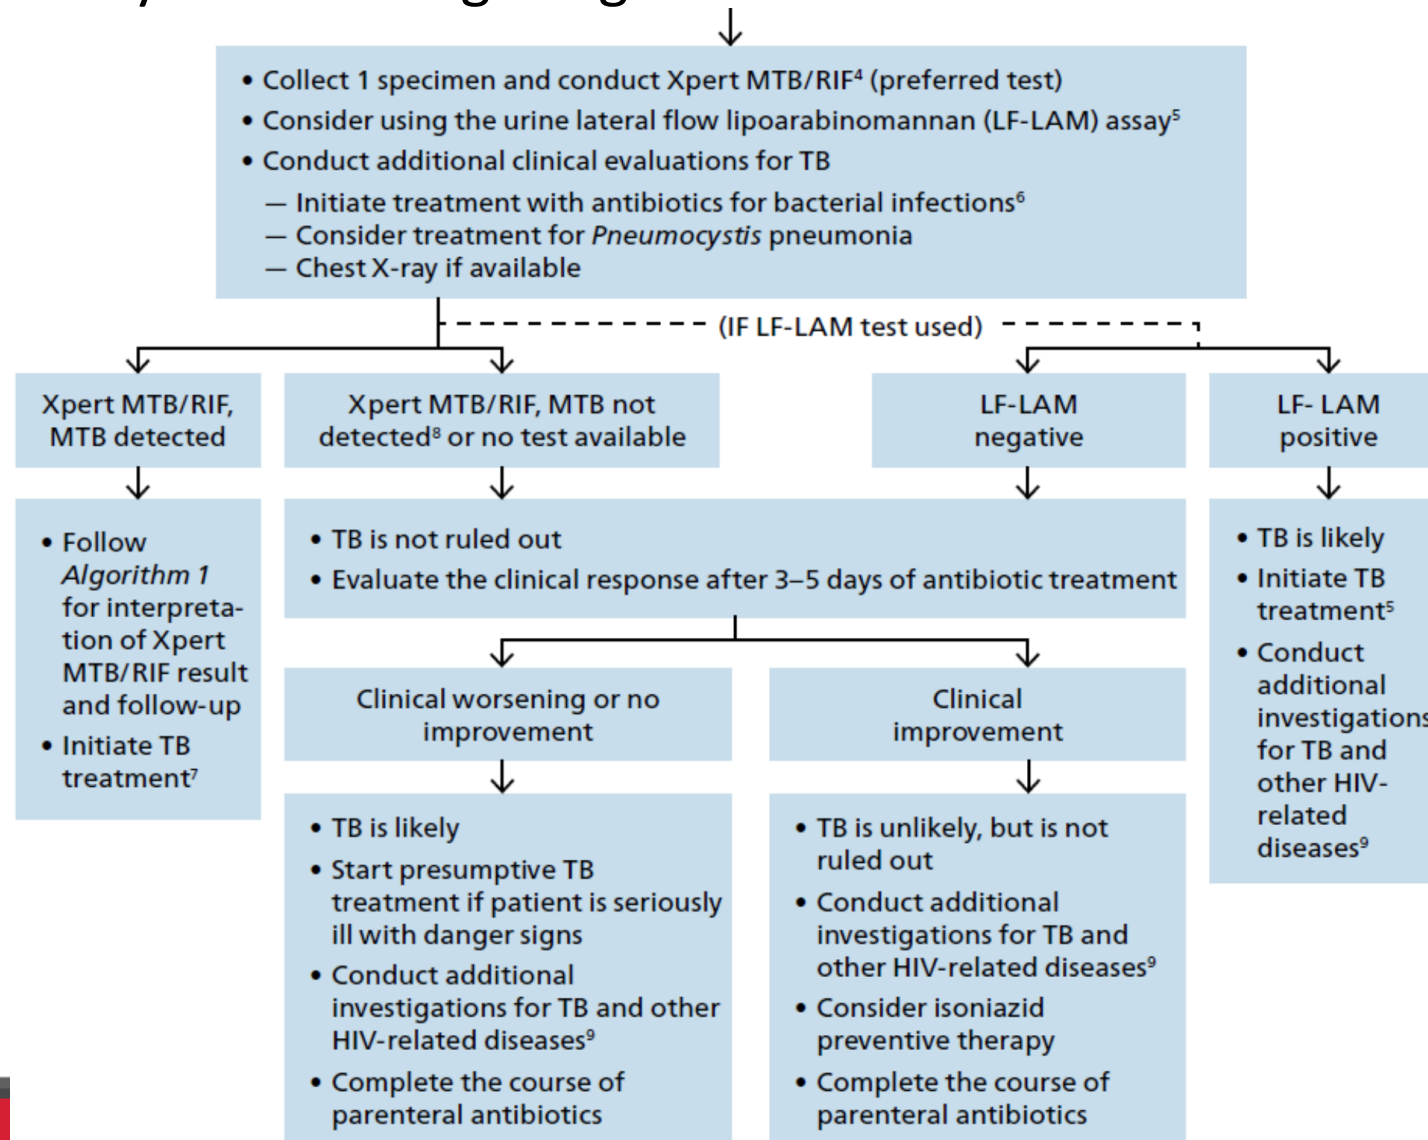 • Collect 1 specimen and conduct Xpert MTB/RIF⁴ (preferred test)
• Consider using the urine lateral flow lipoarabinomannan (LF-LAM) assay⁵
• Conduct additional clinical evaluations for TB
— Initiate treatment with antibiotics for bacterial infections⁶
— Consider treatment for Pneumocystis pneumonia
— Chest X-ray if available
(IF LF-LAM test used)
Xpert MTB/RIF,
MTB detected
Xpert MTB/RIF, MTB not
detected⁸ or no test available
LF-LAM
negative
LF- LAM
positive
• Follow
Algorithm 1
for interpreta-
tion of Xpert
MTB/RIF result
and follow-up
• Initiate TB
treatment⁷
• TB is not ruled out
• Evaluate the clinical response after 3–5 days of antibiotic treatment
• TB is likely
• Initiate TB
treatment⁵
• Conduct
additional
investigations
for TB and
other HIV-
related
diseases⁹
Clinical worsening or no
improvement
Clinical
improvement
• TB is likely
• Start presumptive TB
treatment if patient is seriously
ill with danger signs
• Conduct additional
investigations for TB and other
HIV-related diseases⁹
• Complete the course of
parenteral antibiotics
• TB is unlikely, but is not
ruled out
• Conduct additional
investigations for TB and
other HIV-related diseases⁹
• Consider isoniazid
preventive therapy
• Complete the course of
parenteral antibiotics